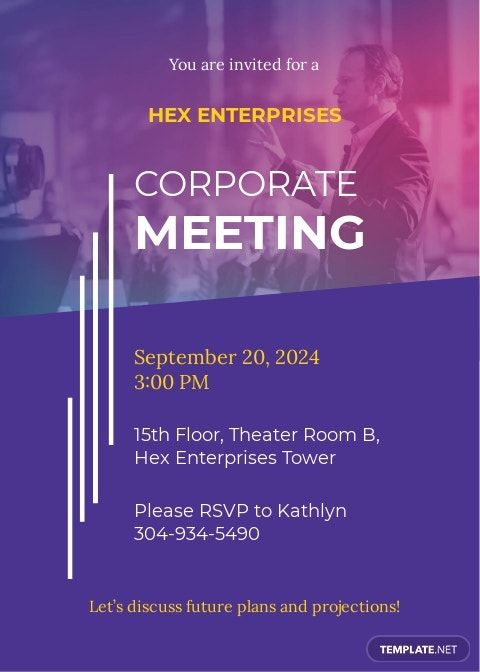 You are invited for a
HEX ENTERPRISES
CORPORATE
MEETING
September 20, 2024
3:00 PM
15th Floor, Theater Room B,
Hex Enterprises Tower
Please RSVP to Kathlyn
304-934-5490
Let’s discuss future plans and projections!
TEMPLATE.NET